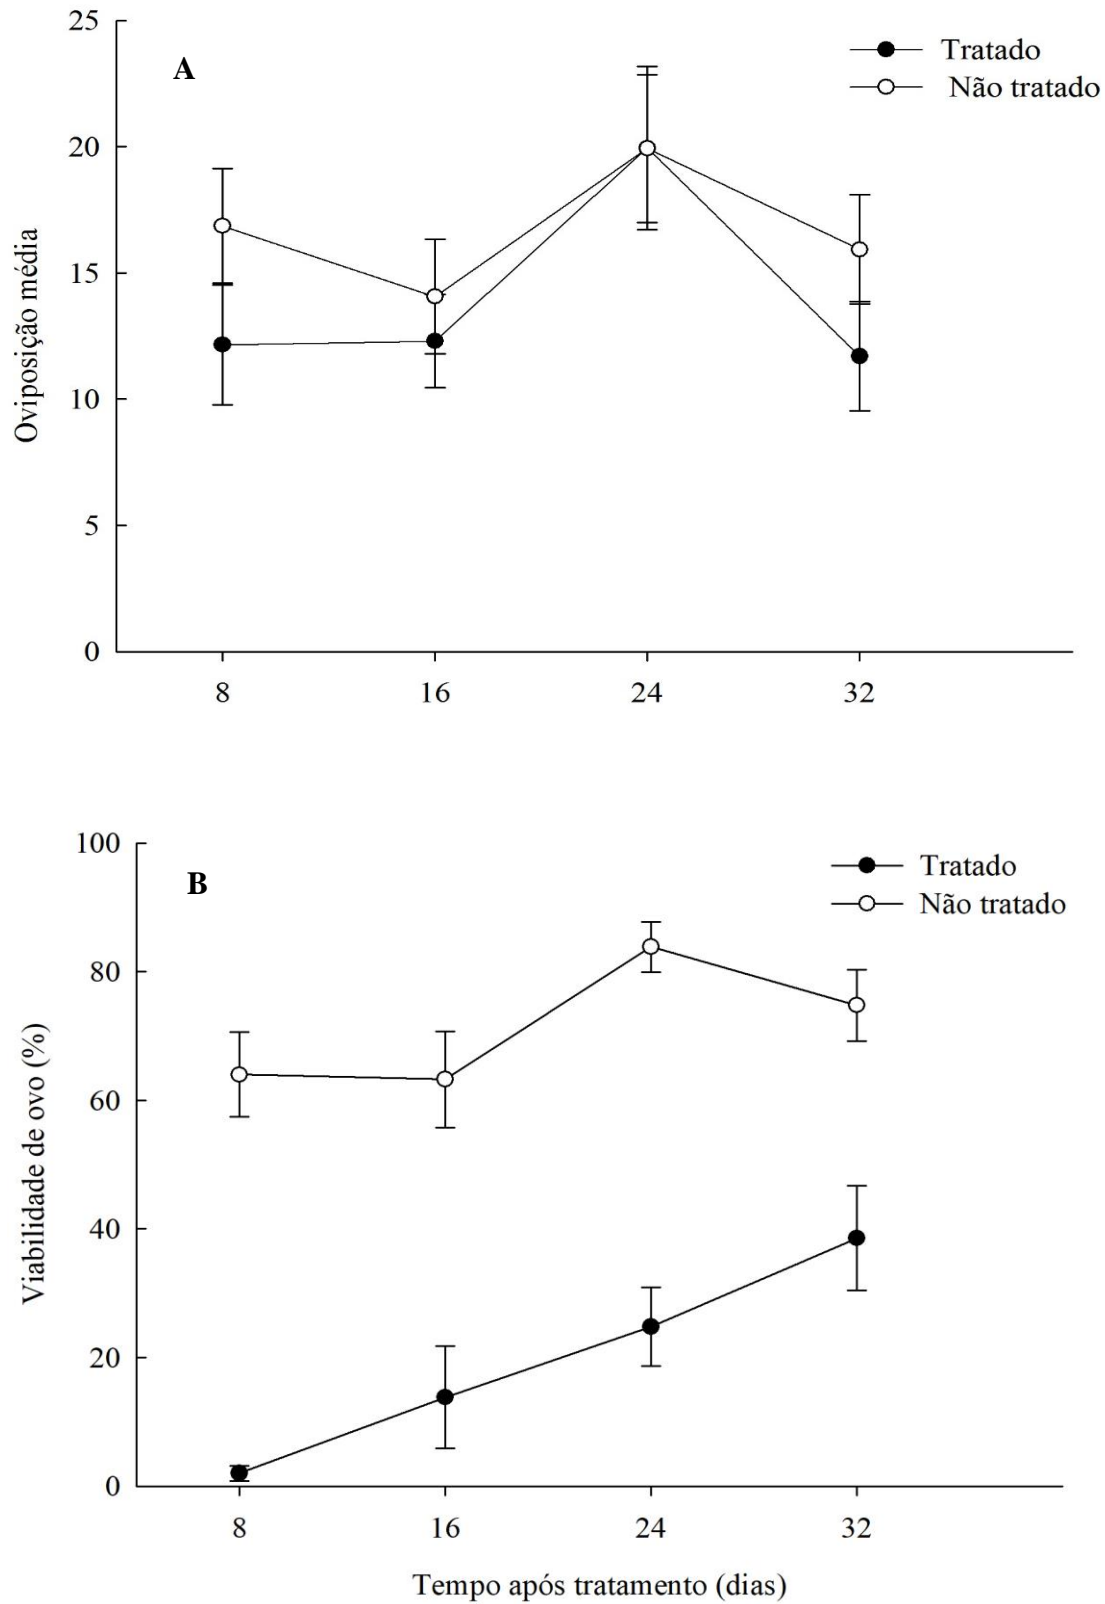 25
A
Tratado
Não tratado
20
15
10
5
0
Oviposição média
8 16 24 32
100
B
Tratado
Não tratado
80
60
40
20
0
Viabilidade de ovo (%)
8 16 24 32
Tempo após tratamento (dias)